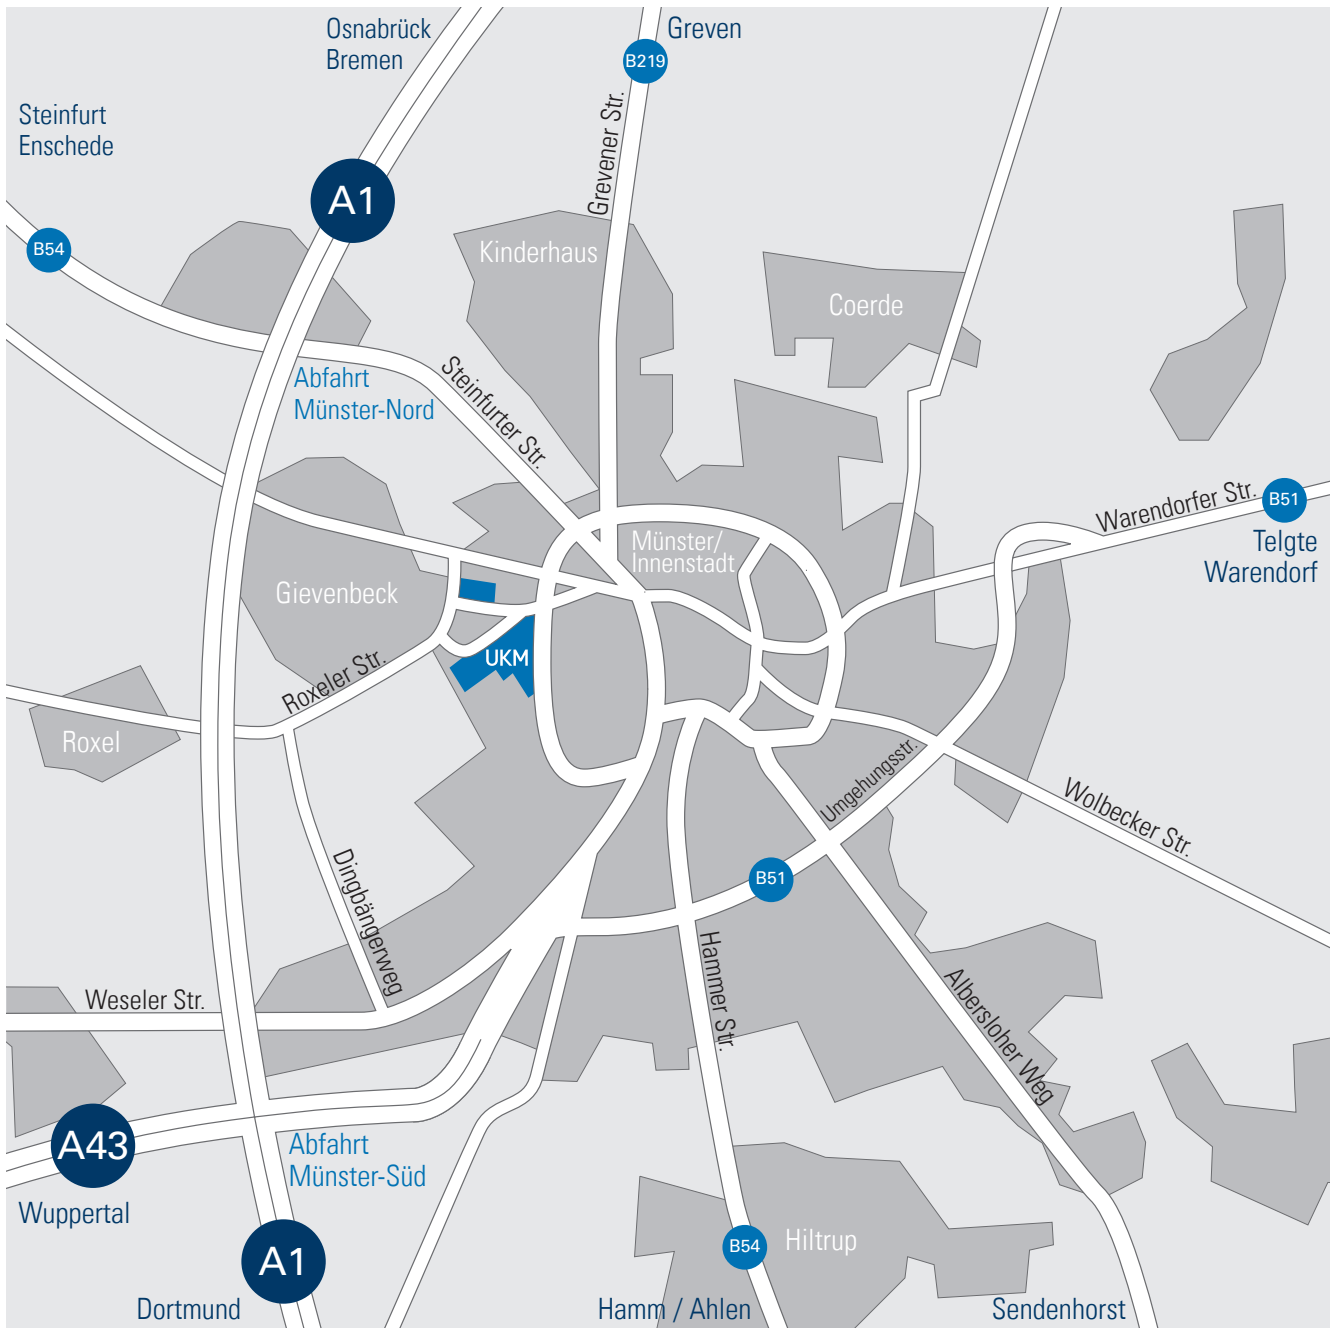 Osnabrück
Bremen
Greven
B219
Steinfurt
Enschede
Grevener Str.
A1
B54
Kinderhaus
Coerde
Abfahrt
Münster-Nord
Steinfurter Str.
Warendorfer Str.
B51
Telgte
Warendorf
Münster/
Innenstadt
Gievenbeck
UKM
Roxeler Str.
Roxel
Umgehungsstr.
Wolbecker Str.
Dingbängerweg
B51
Hammer Str.
Albersloher Weg
Weseler Str.
A43
Wuppertal
Abfahrt
Münster-Süd
A1
Dortmund
B54
Hiltrup
Hamm / Ahlen
Sendenhorst